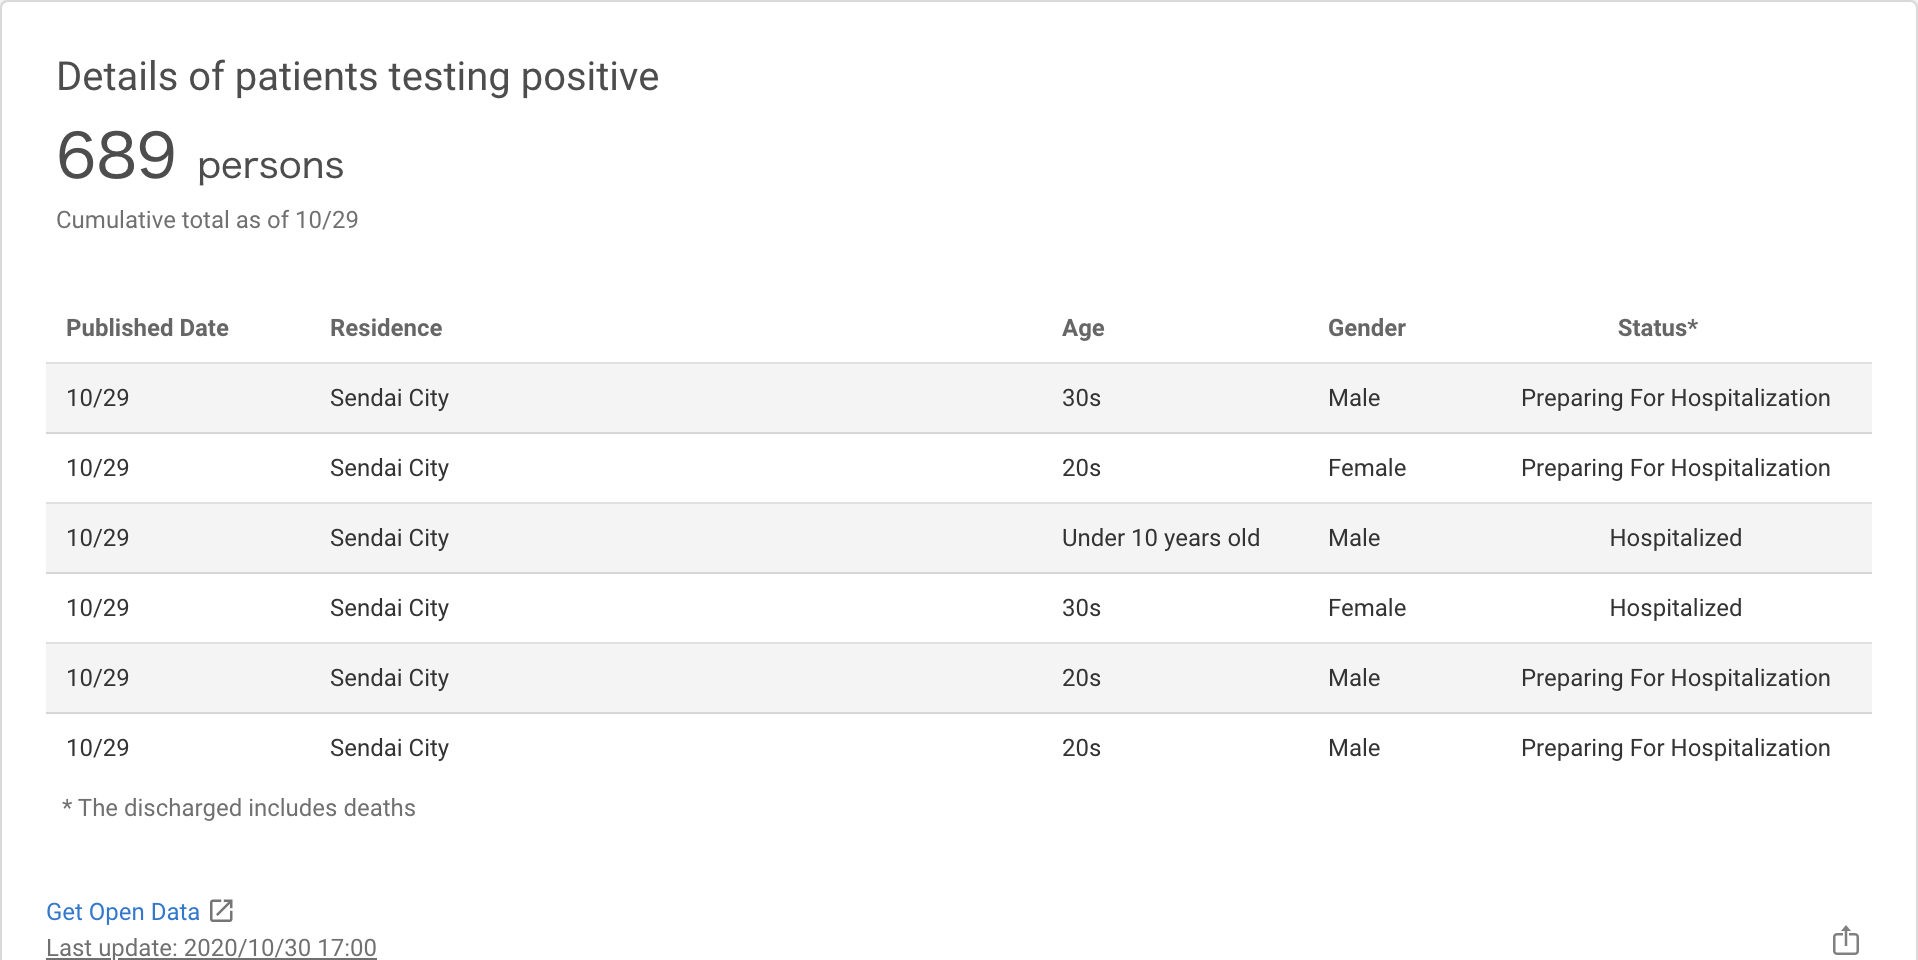 Details of patients testing positive
689 persons
Cumulative total as of 10/29
Published Date Residence Age Gender Status*
10/29 Sendai City 30s Male Preparing For Hospitalization
10/29 Sendai City 20s Female Preparing For Hospitalization
10/29 Sendai City Under 10 years old Male Hospitalized
10/29 Sendai City 30s Female Hospitalized
10/29 Sendai City 20s Male Preparing For Hospitalization
10/29 Sendai City 20s Male Preparing For Hospitalization
* The discharged includes deaths
Get Open Data
Last update: 2020/10/30 17:00